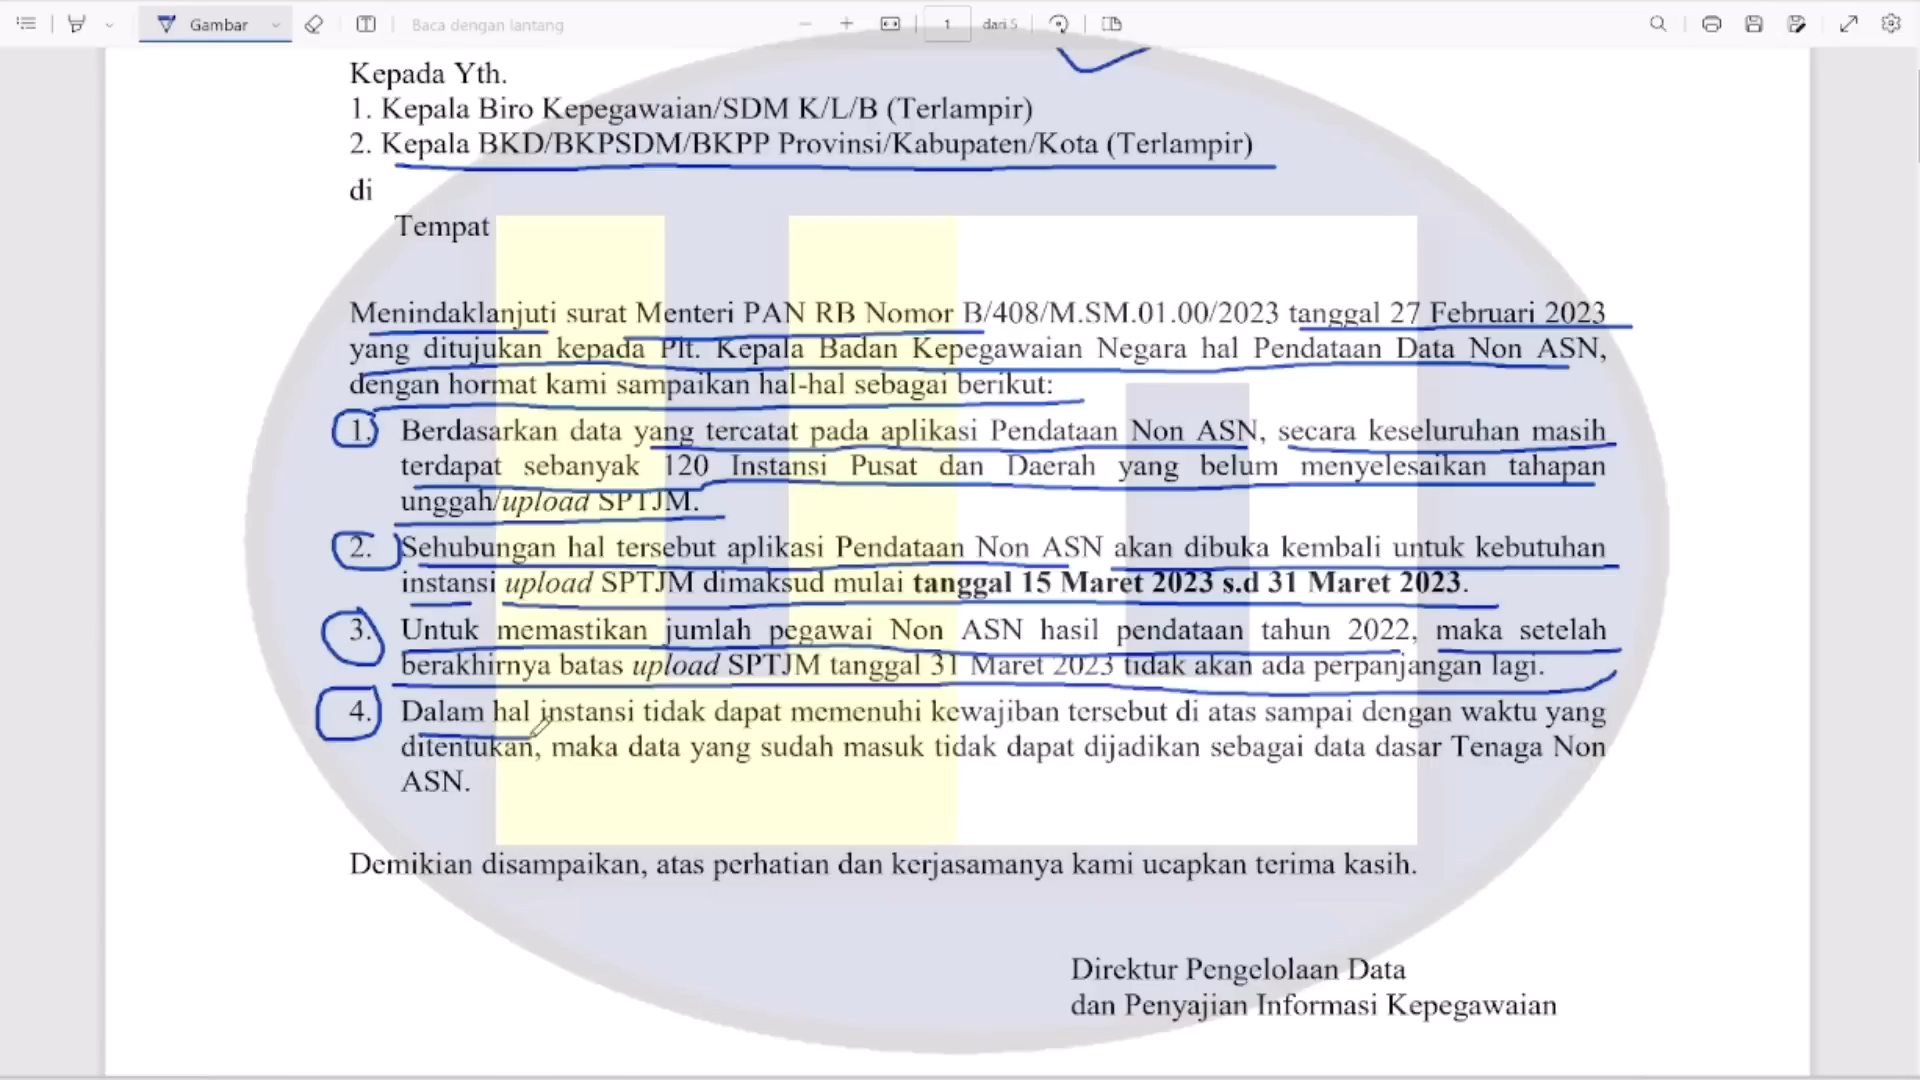 Gambar
Baca dengan lantang
1
dari 5
Kepada Yth.
1. Kepala Biro Kepegawaian/SDM K/L/B (Terlampir)
2. Kepala BKD/BKPSDM/BKPP Provinsi/Kabupaten/Kota (Terlampir)
di
Tempat
Menindaklanjuti surat Menteri PAN RB Nomor B/408/M.SM.01.00/2023 tanggal 27 Februari 2023
yang ditujukan kepada Plt. Kepala Badan Kepegawaian Negara hal Pendataan Data Non ASN,
dengan hormat kami sampaikan hal-hal sebagai berikut:
1. Berdasarkan data yang tercatat pada aplikasi Pendataan Non ASN, secara keseluruhan masih
terdapat sebanyak 120 Instansi Pusat dan Daerah yang belum menyelesaikan tahapan
unggah/upload SPTJM.
2. Sehubungan hal tersebut aplikasi Pendataan Non ASN akan dibuka kembali untuk kebutuhan
instansi upload SPTJM dimaksud mulai tanggal 15 Maret 2023 s.d 31 Maret 2023.
3. Untuk memastikan jumlah pegawai Non ASN hasil pendataan tahun 2022, maka setelah
berakhirnya batas upload SPTJM tanggal 31 Maret 2023 tidak akan ada perpanjangan lagi.
4. Dalam hal instansi tidak dapat memenuhi kewajiban tersebut di atas sampai dengan waktu yang
ditentukan, maka data yang sudah masuk tidak dapat dijadikan sebagai data dasar Tenaga Non
ASN.
Demikian disampaikan, atas perhatian dan kerjasamanya kami ucapkan terima kasih.
Direktur Pengelolaan Data
dan Penyajian Informasi Kepegawaian